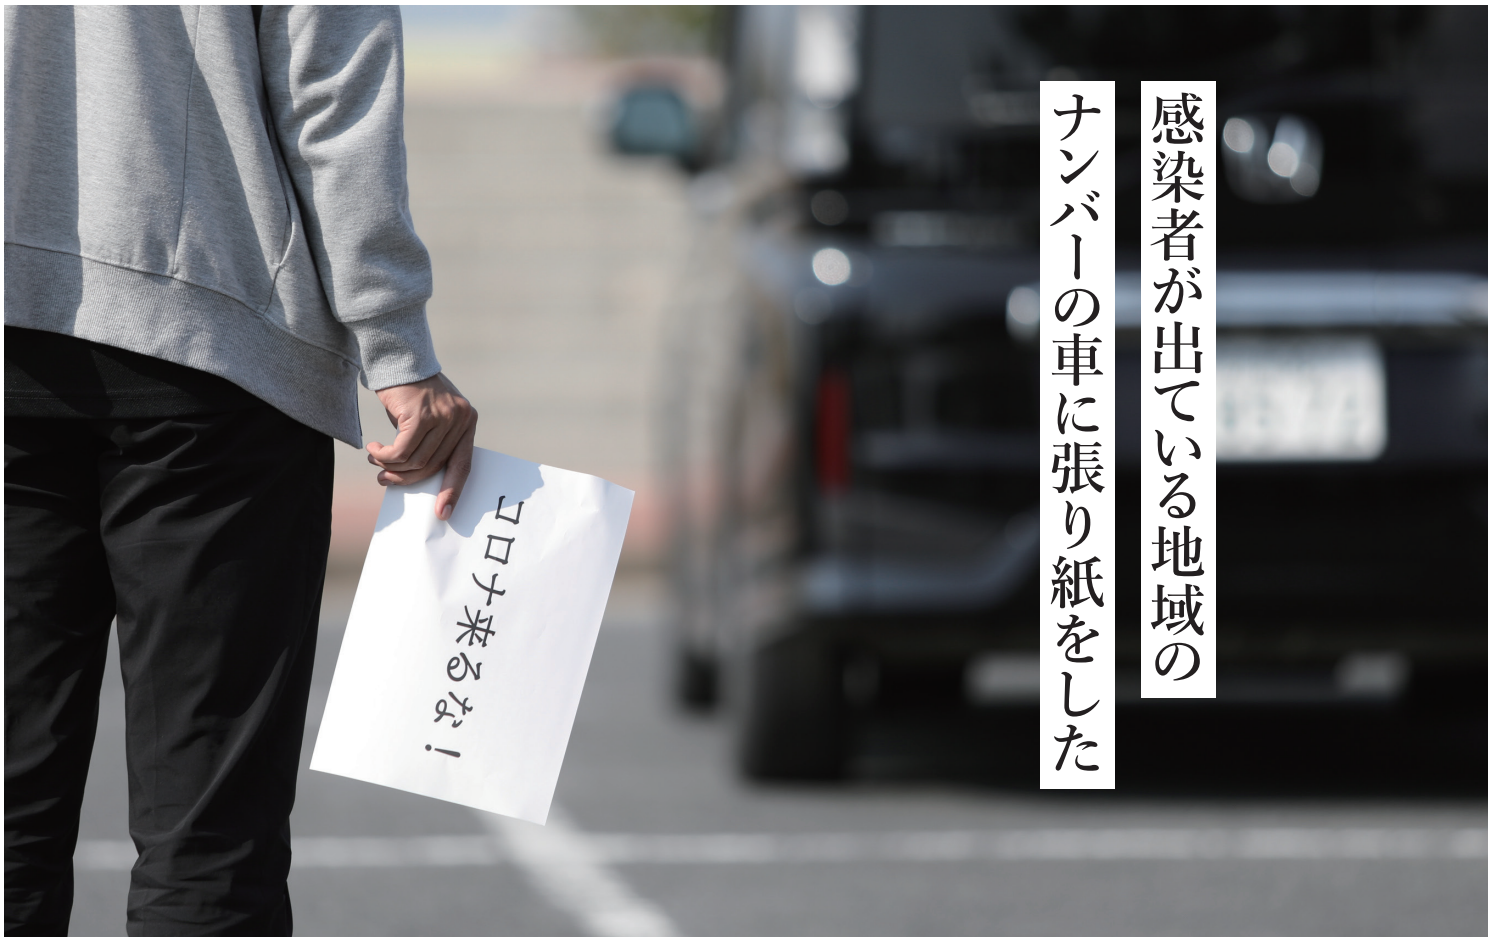 感染者が出ている地域の
ナンバーの車に張り紙をした
コロナ来るな！